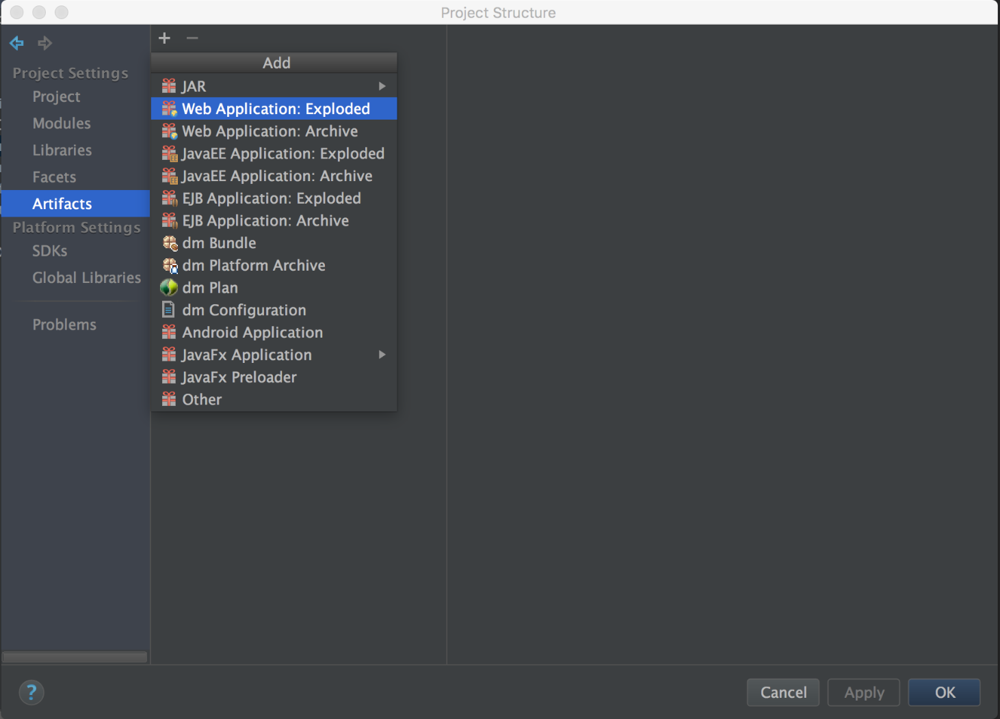 Project Structure
Project Settings
Project
Modules
Libraries
Facets
Artifacts
Platform Settings
SDKs
Global Libraries
Problems
Add
JAR
Web Application: Exploded
Web Application: Archive
JavaEE Application: Exploded
JavaEE Application: Archive
EJB Application: Exploded
EJB Application: Archive
dm Bundle
dm Platform Archive
dm Plan
dm Configuration
Android Application
JavaFx Application
JavaFx Preloader
Other
?
Cancel
Apply
OK